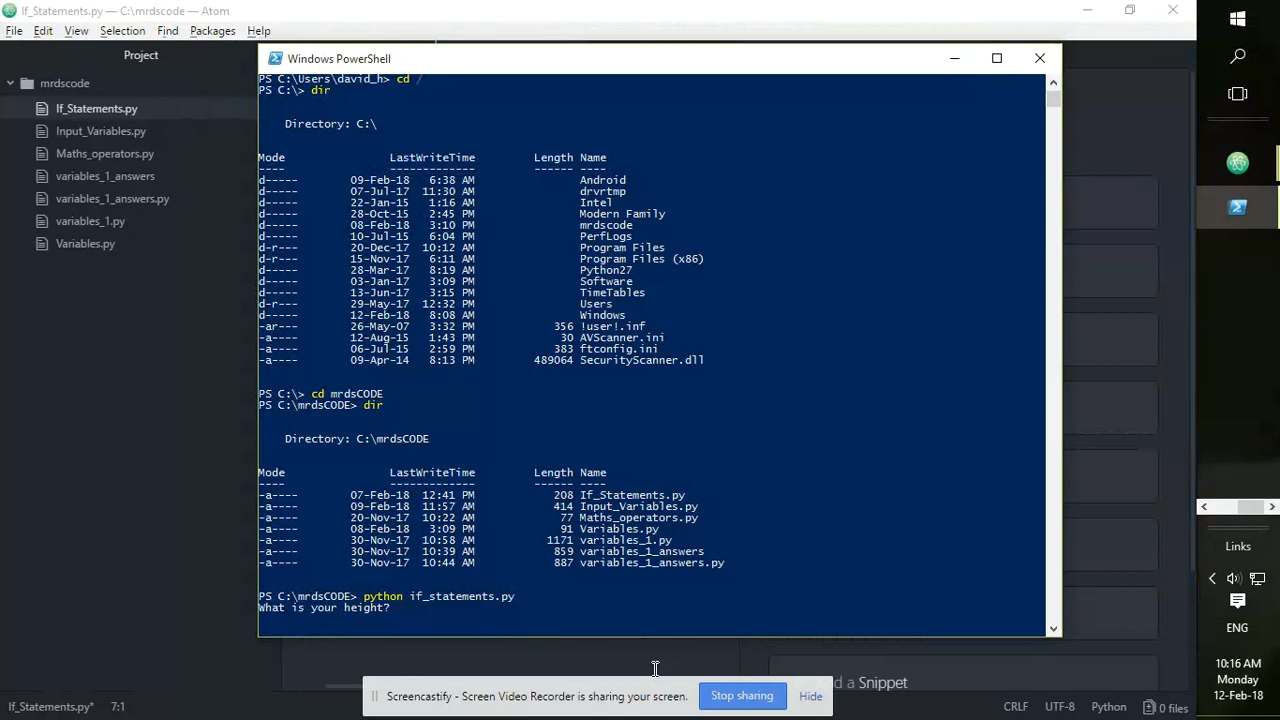 If_Statements.py — C:\mrdscode — Atom
File Edit View Selection Find Packages Help
Project
mrdscode
If_Statements.py
Input_Variables.py
Maths_operators.py
variables_1_answers
variables_1_answers.py
variables_1.py
Variables.py
Windows PowerShell
PS C:\Users\david_h> cd /
PS C:\> dir
Directory: C:\
Mode LastWriteTime Length Name
---- ------------- ------ ----
d----- 09-Feb-18 6:38 AM Android
d----- 07-Jul-17 11:30 AM drvrtmp
d----- 22-Jan-15 1:16 AM Intel
d----- 28-Oct-15 2:45 PM Modern Family
d----- 08-Feb-18 3:10 PM mrdscode
d----- 10-Jul-15 6:04 PM PerfLogs
d-r--- 20-Dec-17 10:12 AM Program Files
d-r--- 15-Nov-17 6:11 AM Program Files (x86)
d----- 28-Mar-17 8:19 AM Python27
d----- 03-Jan-17 3:09 PM Software
d----- 13-Jun-17 3:15 PM TimeTables
d-r--- 29-May-17 12:32 PM Users
d----- 12-Feb-18 8:08 AM Windows
-ar--- 26-May-07 3:32 PM 356 !user!.inf
-a---- 12-Aug-15 1:43 PM 30 AVScanner.ini
-a---- 06-Jul-15 2:59 PM 383 ftconfig.ini
-a---- 09-Apr-14 8:13 PM 489064 SecurityScanner.dll
PS C:\> cd mrdsCODE
PS C:\mrdsCODE> dir
Directory: C:\mrdsCODE
Mode LastWriteTime Length Name
---- ------------- ------ ----
-a---- 07-Feb-18 12:41 PM 208 If_Statements.py
-a---- 09-Feb-18 11:57 AM 414 Input_Variables.py
-a---- 20-Nov-17 10:22 AM 77 Maths_operators.py
-a---- 08-Feb-18 3:09 PM 91 Variables.py
-a---- 30-Nov-17 10:58 AM 1171 variables_1.py
-a---- 30-Nov-17 10:39 AM 859 variables_1_answers
-a---- 30-Nov-17 10:44 AM 887 variables_1_answers.py
PS C:\mrdsCODE> python if_statements.py
What is your height?
a Snippet
Screencastify - Screen Video Recorder is sharing your screen. Stop sharing Hide
If_Statements.py* 7:1 CRLF UTF-8 Python 0 files
Links
ENG
10:16 AM
Monday
12-Feb-18